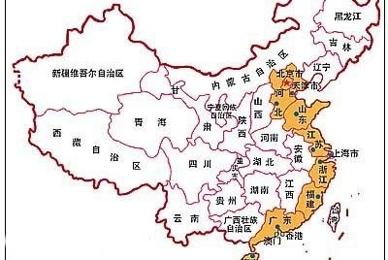 黑龙江
吉林
辽宁
内蒙古自治区
新疆维吾尔自治区
北京市
天津市
河北
甘肃
宁夏回族
自治区
山西
陕西
山东
青海
西藏自治区
河南
江苏
安徽
上海市
四川
重庆市
湖北
浙江
湖南
江西
贵州
福建
云南
广西壮族
自治区
广东
台湾
香港
澳门